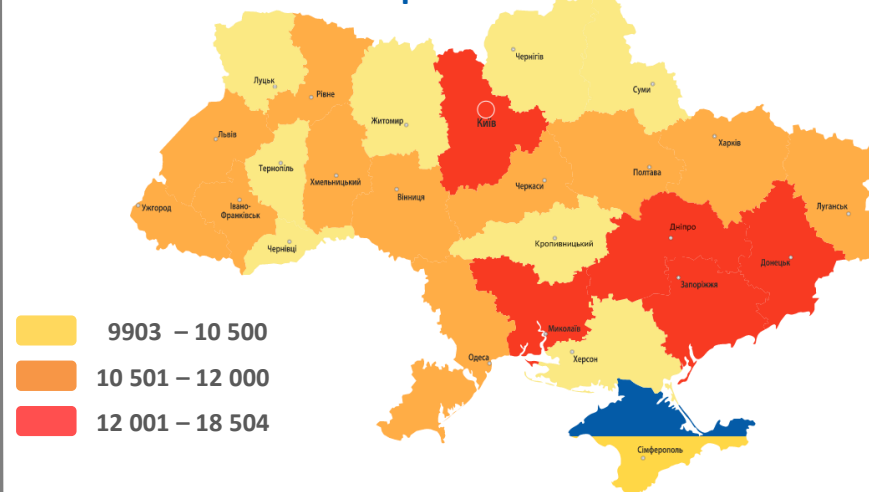 Чернігів
Луцьк
Суми
Рівне
Житомир
Київ
Львів
Харків
Тернопіль
Полтава
Хмельницький
Черкаси
Вінниця
Ужгород
Івано-
Франківськ
Луганськ
Дніпро
Чернівці
Кропивницький
Донецьк
Запоріжжя
Миколаїв
Одеса
Херсон
Сімферополь
9903 – 10 500
10 501 – 12 000
12 001 – 18 504